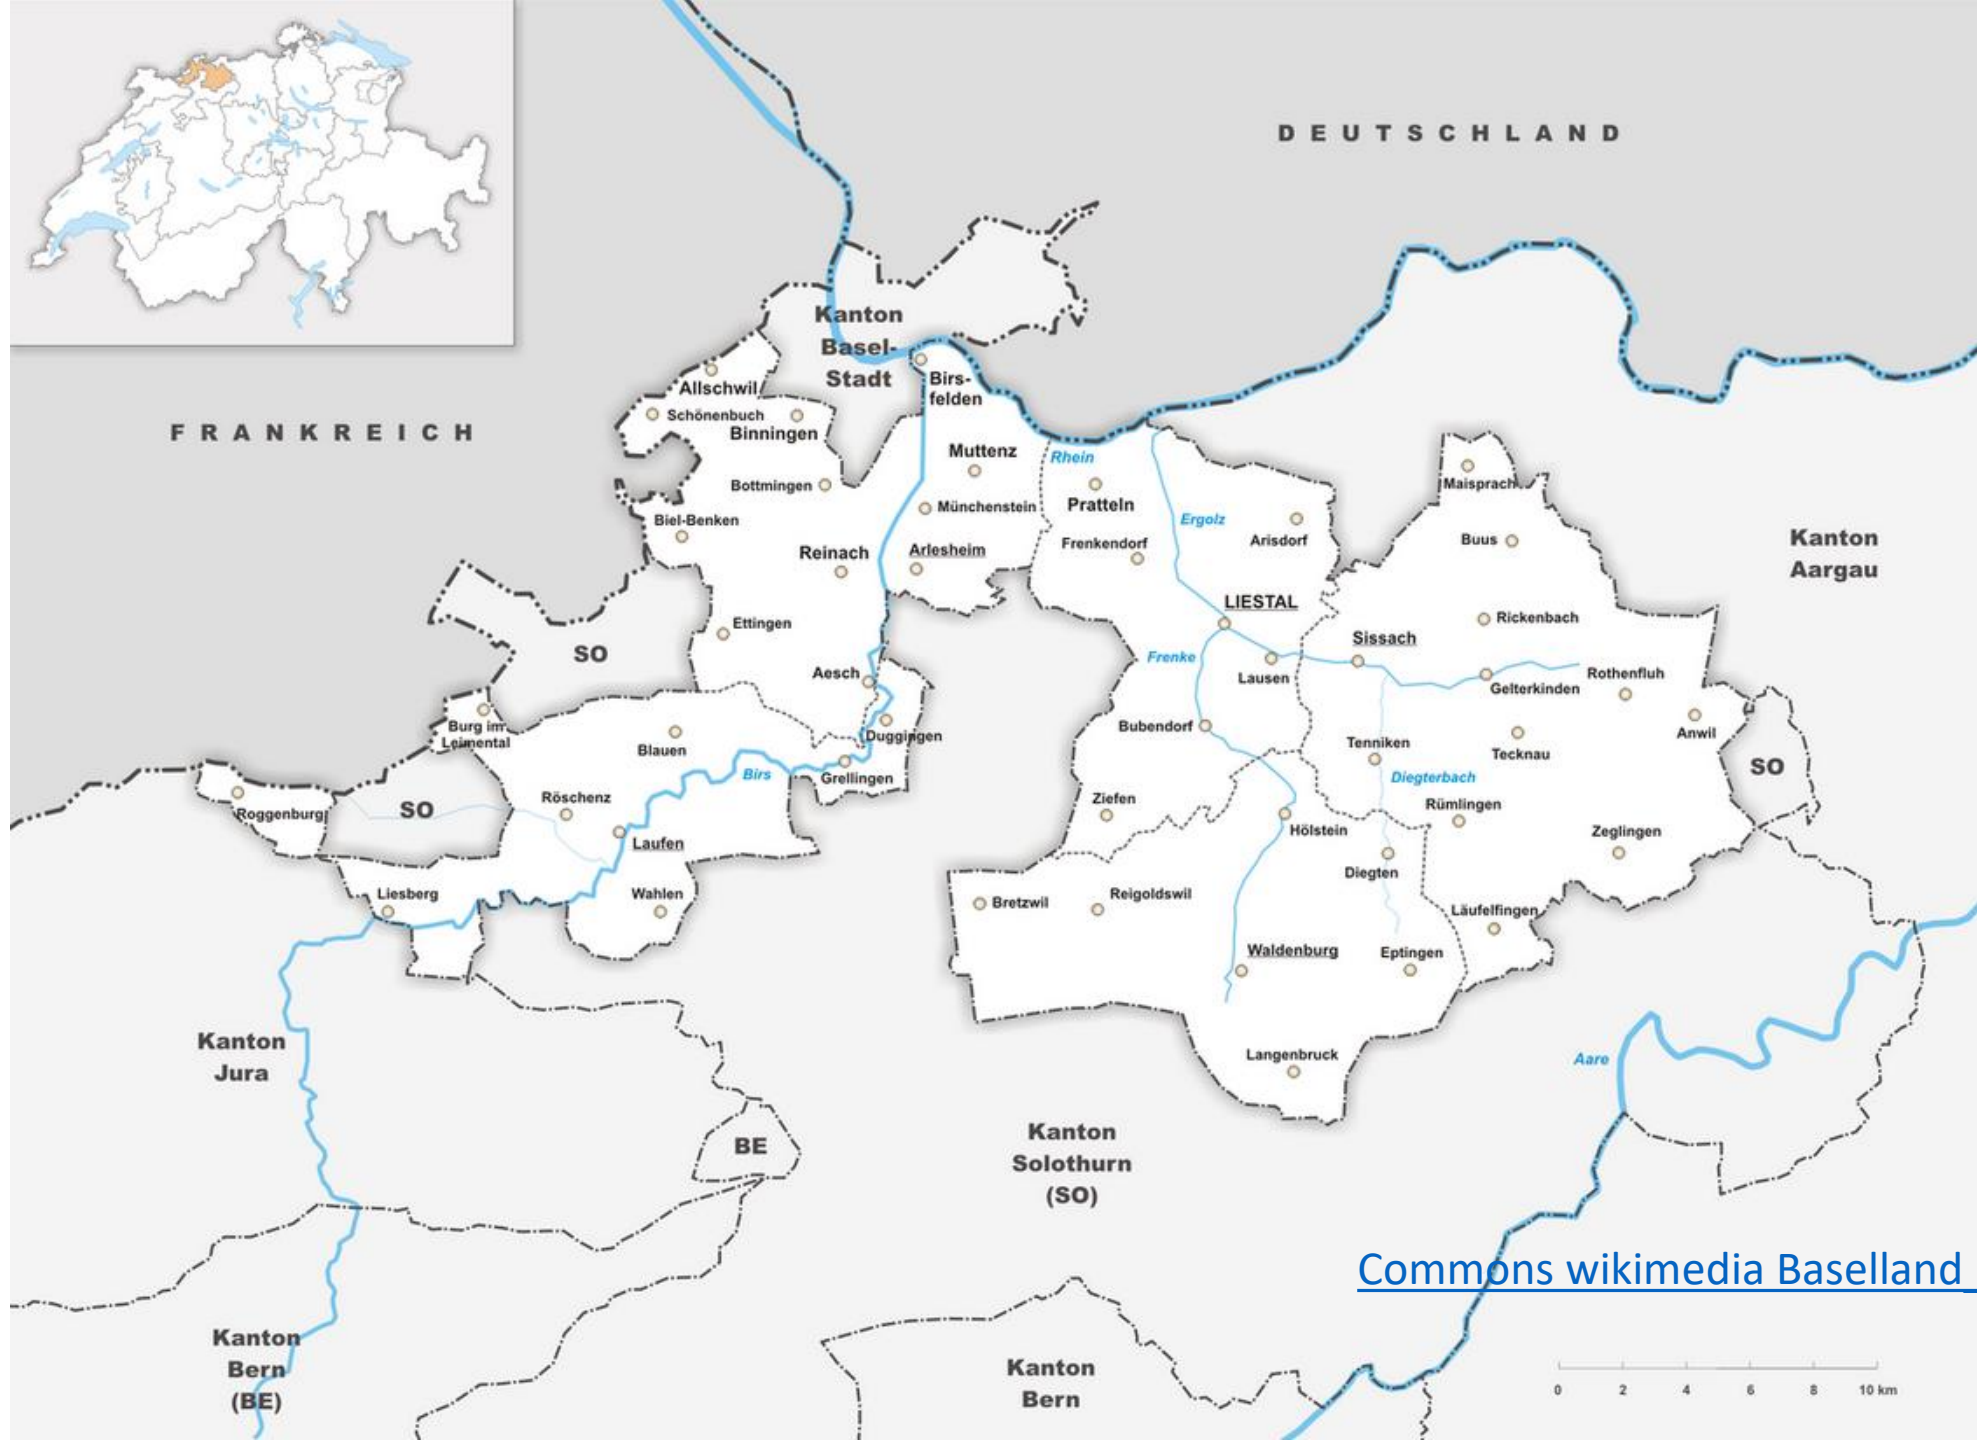 DEUTSCHLAND
FRANKREICH
Kanton
Basel-
Stadt
Birs-
felden
Allschwil
Schönenbuch
Binningen
Muttenz
Rhein
Bottmingen
Pratteln
Maisprach
Münchenstein
Biel-Benken
Ergolz
Arisdorf
Buus
Kanton
Aargau
Reinach
Arlesheim
Frenkendorf
LIESTAL
Rickenbach
Ettingen
Sissach
SO
Frenke
Aesch
Lausen
Gelterkinden
Rothenfluh
Burg im
Leimental
Blauen
Duggingen
Bubendorf
Tenniken
Tecknau
Anwil
Birs
Grellingen
Diegterbach
SO
Roggenburg
SO
Röschenz
Ziefen
Rümlingen
Laufen
Hölstein
Zeglingen
Diegten
Liesberg
Wahlen
Bretzwil
Reigoldswil
Läufelfingen
Waldenburg
Eptingen
Kanton
Jura
Langenbruck
Aare
BE
Kanton
Solothurn
(SO)
Commons wikimedia Baselland_
Kanton
Bern
(BE)
Kanton
Bern
0 2 4 6 8 10 km